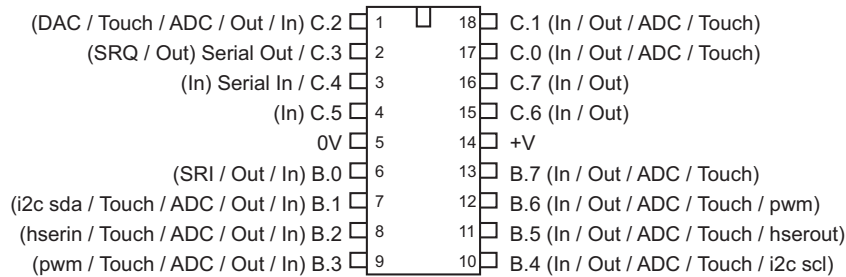 (DAC / Touch / ADC / Out / In) C.2 1 18 C.1 (In / Out / ADC / Touch)
(SRQ / Out) Serial Out / C.3 2 17 C.0 (In / Out / ADC / Touch)
(In) Serial In / C.4 3 16 C.7 (In / Out)
(In) C.5 4 15 C.6 (In / Out)
0V 5 14 +V
(SRI / Out / In) B.0 6 13 B.7 (In / Out / ADC / Touch)
(i2c sda / Touch / ADC / Out / In) B.1 7 12 B.6 (In / Out / ADC / Touch / pwm)
(hserin / Touch / ADC / Out / In) B.2 8 11 B.5 (In / Out / ADC / Touch / hserout)
(pwm / Touch / ADC / Out / In) B.3 9 10 B.4 (In / Out / ADC / Touch / i2c scl)